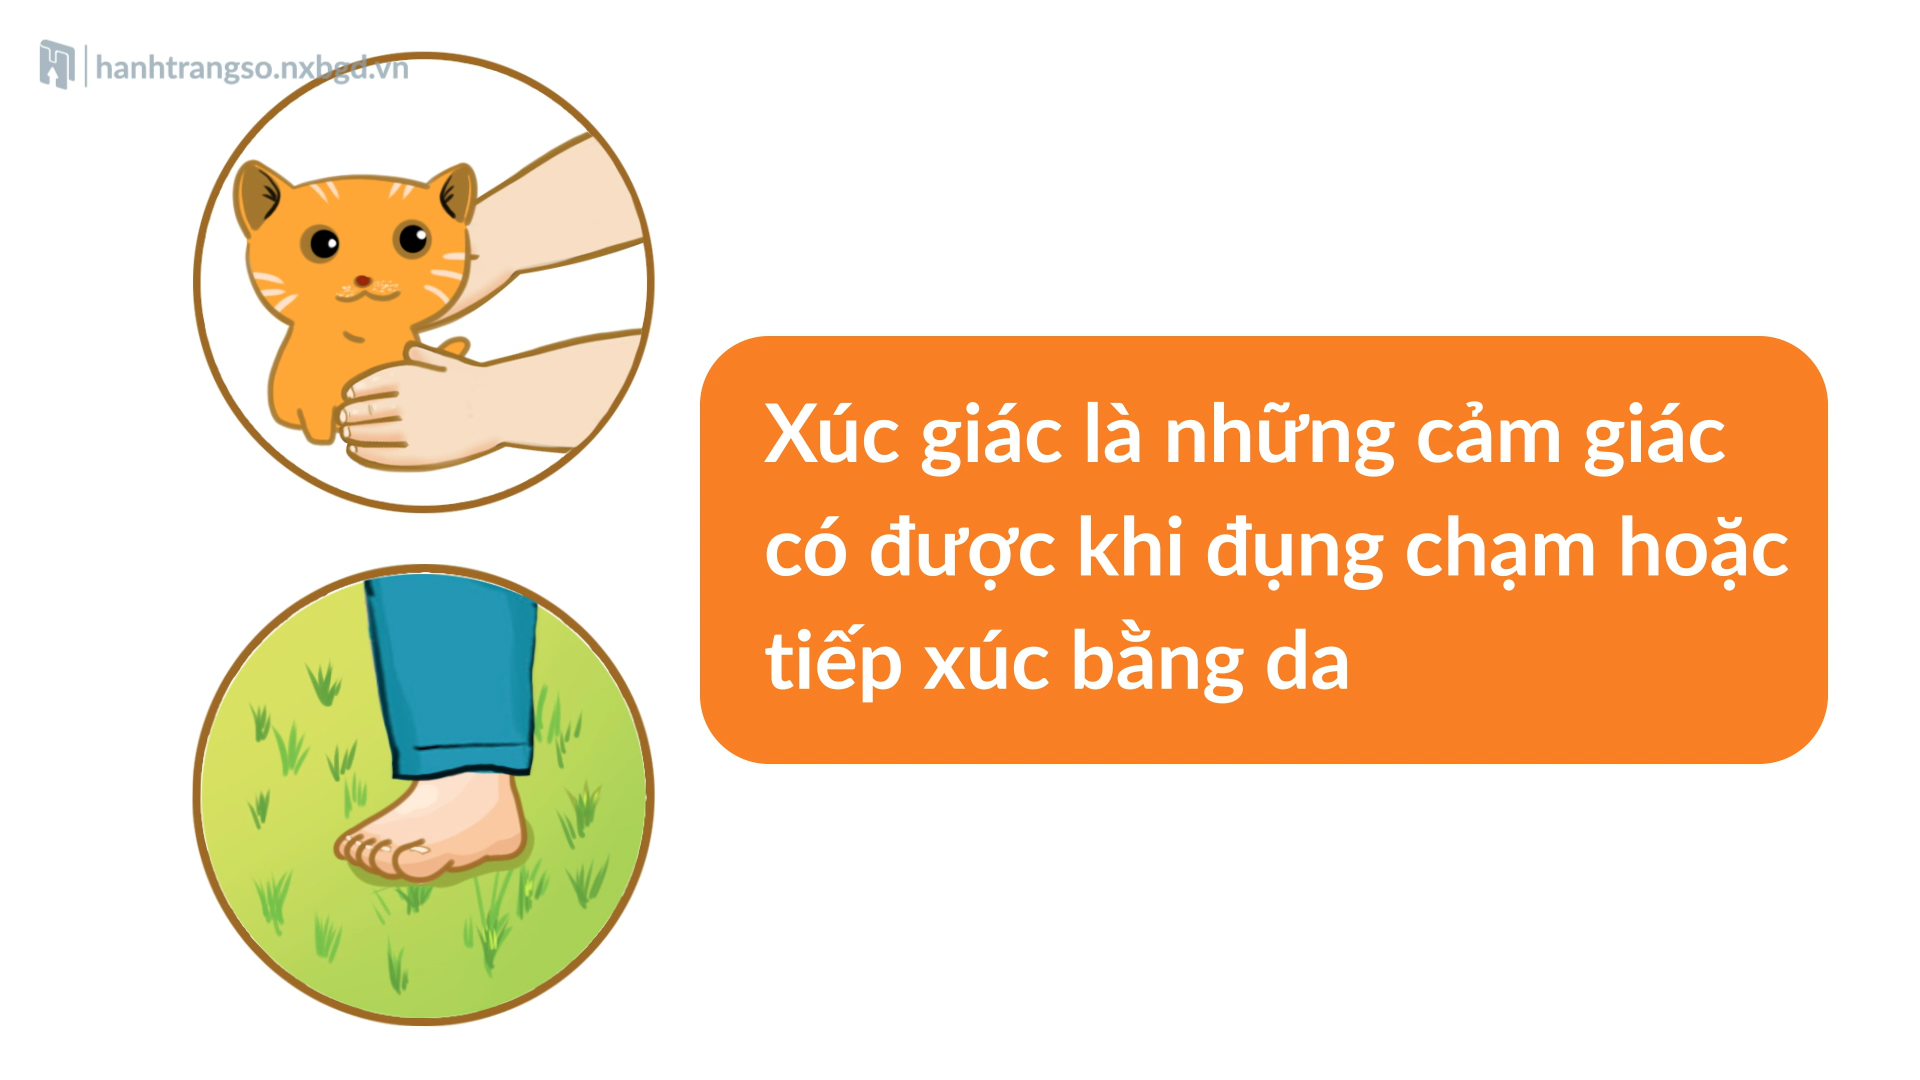 hanhtrangso.nxbgd.vn
Xúc giác là những cảm giác
có được khi đụng chạm hoặc
tiếp xúc bằng da